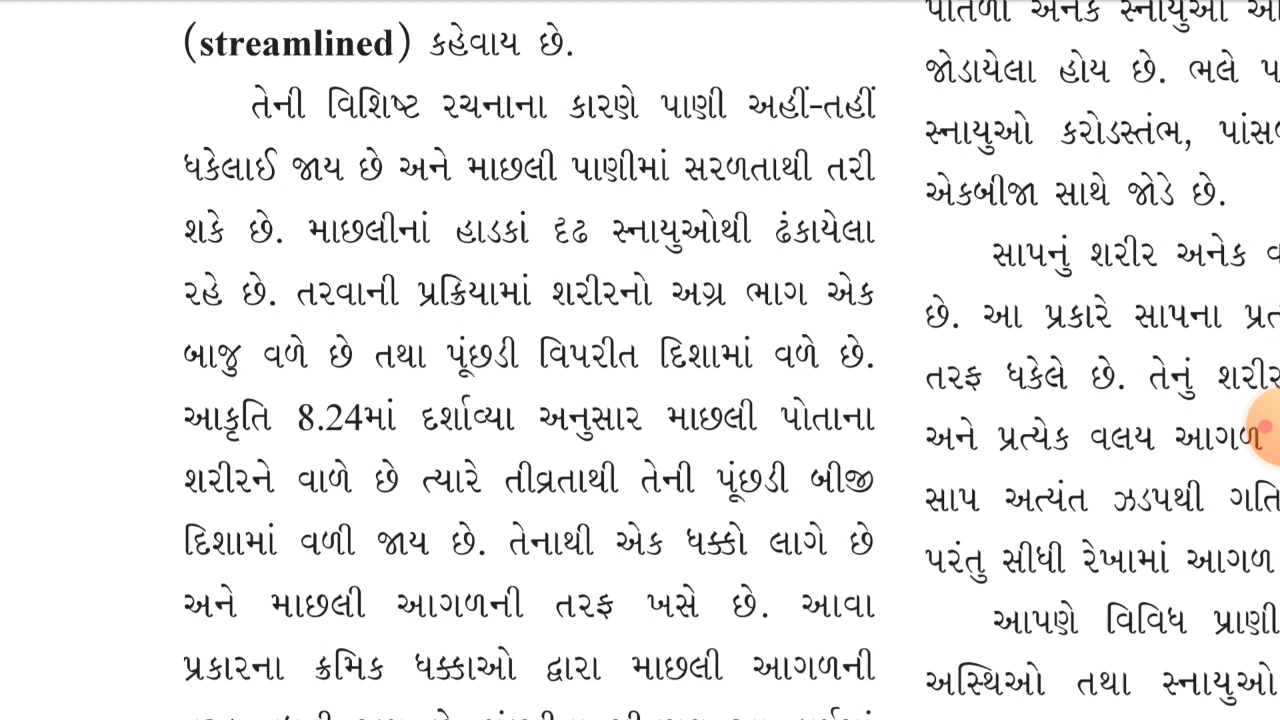 (streamlined) કહેવાય છે.
તેની વિશિષ્ટ રચનાના કારણે પાણી અહીં-તહીં
ધકેલાઈ જાય છે અને માછલી પાણીમાં સરળતાથી તરી
શકે છે. માછલીનાં હાડકાં દૃઢ સ્નાયુઓથી ઢંકાયેલા
રહે છે. તરવાની પ્રક્રિયામાં શરીરનો અગ્ર ભાગ એક
બાજુ વળે છે તથા પૂંછડી વિપરીત દિશામાં વળે છે.
આકૃતિ 8.24માં દર્શાવ્યા અનુસાર માછલી પોતાના
શરીરને વાળે છે ત્યારે તીવ્રતાથી તેની પૂંછડી બીજી
દિશામાં વળી જાય છે. તેનાથી એક ધક્કો લાગે છે
અને માછલી આગળની તરફ ખસે છે. આવા
પ્રકારના ક્રમિક ધક્કાઓ દ્વારા માછલી આગળની
પાતળા અનેક સ્નાયુઓ
જોડાયેલા હોય છે. ભલે
સ્નાયુઓ કરોડસ્તંભ,
એકબીજા સાથે જોડે છે.
સાપનું શરીર અનેક
છે. આ પ્રકારે સાપના
તરફ ધકેલે છે. તેનું
અને પ્રત્યેક વલય આગળ
સાપ અત્યંત ઝડપથી
પરંતુ સીધી રેખામાં આગળ
આપણે વિવિધ
અસ્થિઓ તથા સ્નાયુઓ